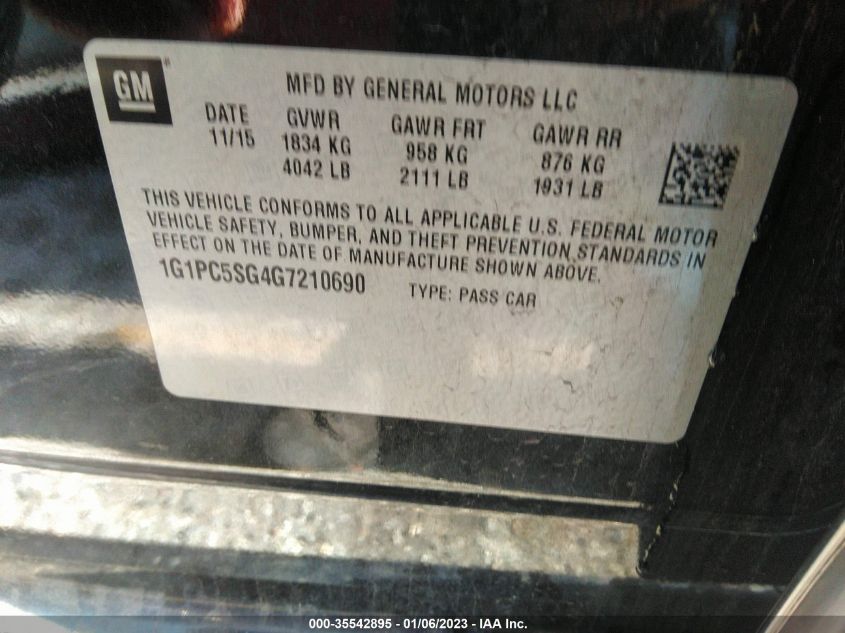 GM
MFD BY GENERAL MOTORS LLC
DATE GVWR GAWR FRT GAWR RR
11/15 1834 KG 958 KG 876 KG
4042 LB 2111 LB 1931 LB
THIS VEHICLE CONFORMS TO ALL APPLICABLE U.S. FEDERAL MOTOR
VEHICLE SAFETY, BUMPER, AND THEFT PREVENTION STANDARDS IN
EFFECT ON THE DATE OF MANUFACTURE SHOWN ABOVE.
1G1PC5SG4G7210690 TYPE: PASS CAR
000-35542895 - 01/06/2023 - IAA Inc.